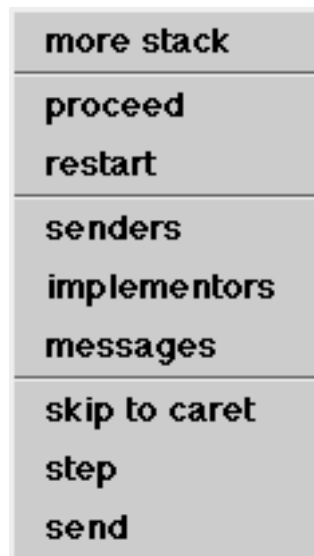 more stack
proceed
restart
senders
implementors
messages
skip to caret
step
send